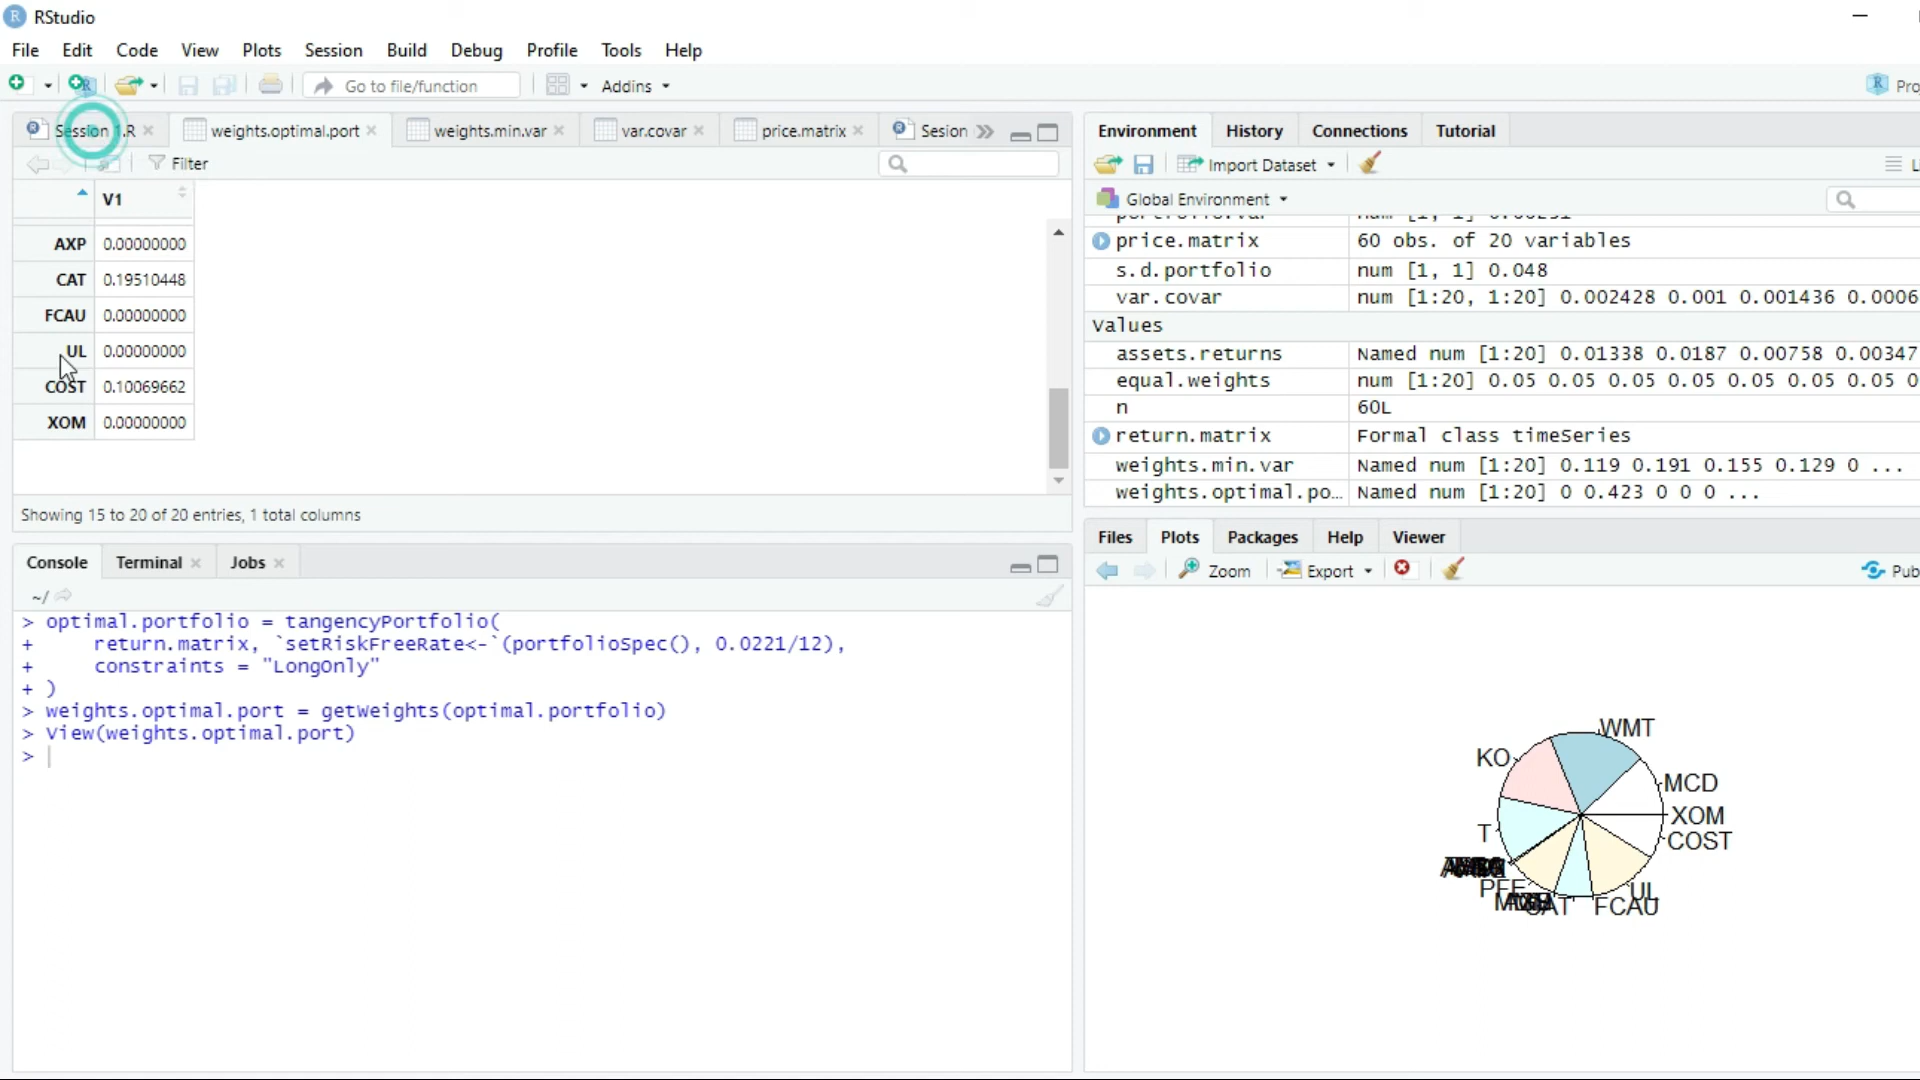 RStudio
File Edit Code View Plots Session Build Debug Profile Tools Help
Go to file/function Addins
Session 1.R weights.optimal.port weights.min.var var.covar price.matrix Sesion
Filter
V1
AXP 0.00000000
CAT 0.19510448
FCAU 0.00000000
UL 0.00000000
COST 0.10069662
XOM 0.00000000
Showing 15 to 20 of 20 entries, 1 total columns
Console Terminal Jobs
~/
> optimal.portfolio = tangencyPortfolio(
+ return.matrix, `setRiskFreeRate<-`(portfolioSpec(), 0.0221/12),
+ constraints = "LongOnly"
+ )
> weights.optimal.port = getWeights(optimal.portfolio)
> View(weights.optimal.port)
>
Environment History Connections Tutorial
Import Dataset
Global Environment
price.matrix 60 obs. of 20 variables
s.d.portfolio num [1, 1] 0.048
var.covar num [1:20, 1:20] 0.002428 0.001 0.001436 0.0006
Values
assets.returns Named num [1:20] 0.01338 0.0187 0.00758 0.00347
equal.weights num [1:20] 0.05 0.05 0.05 0.05 0.05 0.05 0.05 0
n 60L
return.matrix Formal class timeSeries
weights.min.var Named num [1:20] 0.119 0.191 0.155 0.129 0 ...
weights.optimal.po… Named num [1:20] 0 0.423 0 0 0 ...
Files Plots Packages Help Viewer
Zoom Export Pub
WMT
KO
MCD
XOM
T
COST
PFE
UL
CAT FCAU